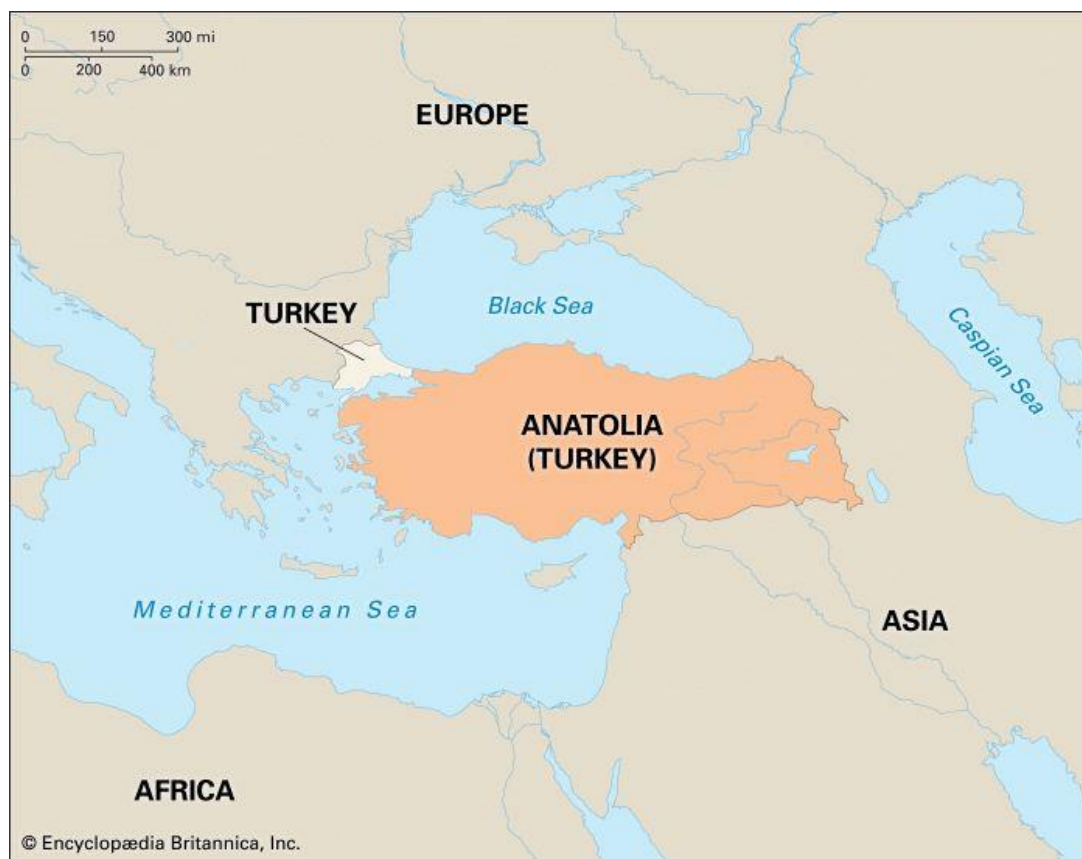 0 150 300 mi
0 200 400 km
EUROPE
TURKEY
Black Sea
Caspian Sea
ANATOLIA
(TURKEY)
Mediterranean Sea
ASIA
AFRICA
© Encyclopædia Britannica, Inc.